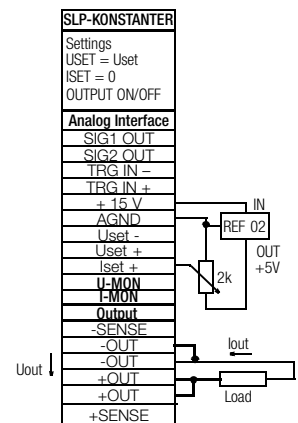 SLP-KONSTANTER
Settings
USET = Uset
ISET = 0
OUTPUT ON/OFF
Analog Interface
SIG1 OUT
SIG2 OUT
TRG IN –
TRG IN +
+ 15 V
AGND
Uset -
Uset +
Iset +
U-MON
I-MON
Output
-SENSE
-OUT
-OUT
+OUT
+OUT
+SENSE
IN
REF 02
OUT
+5V
2k
Iout
Uout
Load